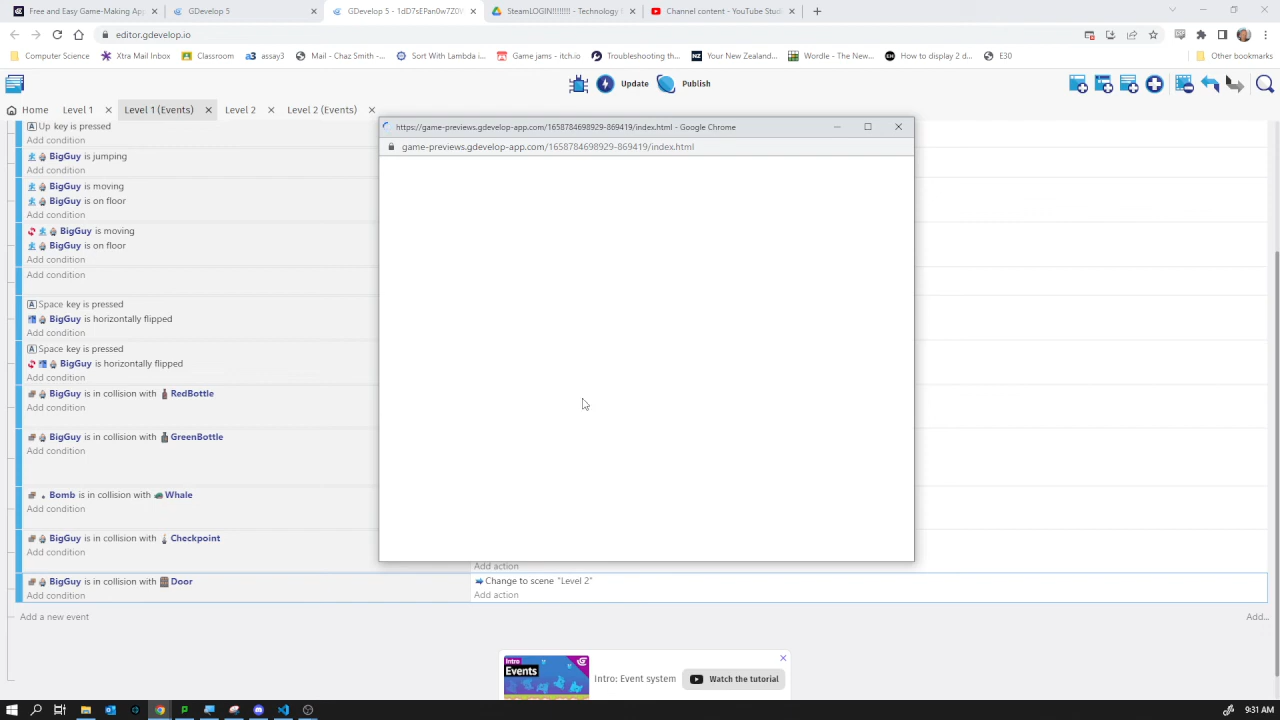 Free and Easy Game-Making App
GDevelop 5
GDevelop 5 - 1dD7sEPan0w7Z0V
SteamLOGIN!!!!!!!! - Technology
Channel content - YouTube Studi
editor.gdevelop.io
Computer Science
Xtra Mail Inbox
Classroom
assay3
Mail - Chaz Smith -...
Sort With Lambda i...
Game jams - itch.io
Troubleshooting th...
Your New Zealand...
Wordle - The New...
How to display 2 d...
E30
Other bookmarks
Update
Publish
Home
Level 1
Level 1 (Events)
Level 2
Level 2 (Events)
https://game-previews.gdevelop-app.com/1658784698929-869419/index.html - Google Chrome
game-previews.gdevelop-app.com/1658784698929-869419/index.html
Up key is pressed
Add condition
BigGuy is jumping
Add condition
BigGuy is moving
BigGuy is on floor
Add condition
BigGuy is moving
BigGuy is on floor
Add condition
Add condition
Space key is pressed
BigGuy is horizontally flipped
Add condition
Space key is pressed
BigGuy is horizontally flipped
Add condition
BigGuy is in collision with RedBottle
Add condition
BigGuy is in collision with GreenBottle
Add condition
Bomb is in collision with Whale
Add condition
BigGuy is in collision with Checkpoint
Add condition
Add action
BigGuy is in collision with Door
Change to scene "Level 2"
Add condition
Add action
Add a new event
Add...
Intro
Events
Intro: Event system
Watch the tutorial
9:31 AM